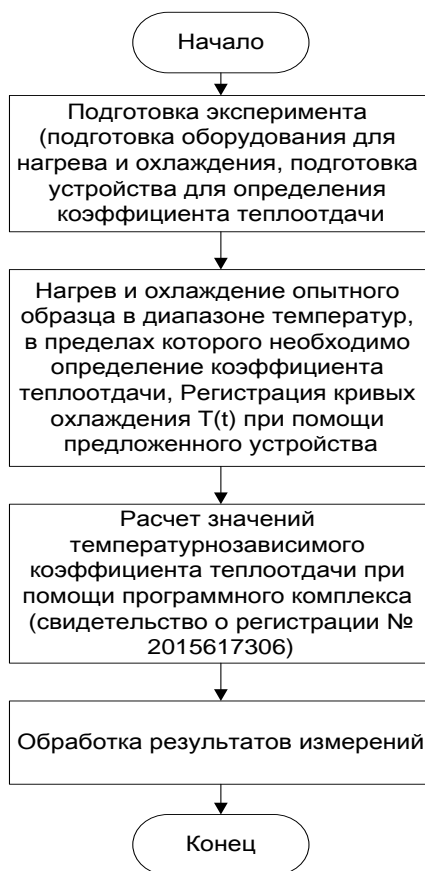 Начало
Подготовка эксперимента
(подготовка оборудования для
нагрева и охлаждения, подготовка
устройства для определения
коэффициента теплоотдачи
Нагрев и охлаждение опытного
образца в диапазоне температур,
в пределах которого необходимо
определение коэффициента
теплоотдачи, Регистрация кривых
охлаждения T(t) при помощи
предложенного устройства
Расчет значений
температурнозависимого
коэффициента теплоотдачи при
помощи программного комплекса
(свидетельство о регистрации №
2015617306)
Обработка результатов измерений
Конец